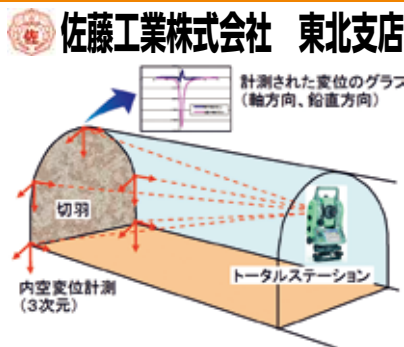 佐 佐藤工業株式会社 東北支店
計測された変位のグラフ
(軸方向、鉛直方向)
切羽
トータルステーション
内空変位計測
(3次元)